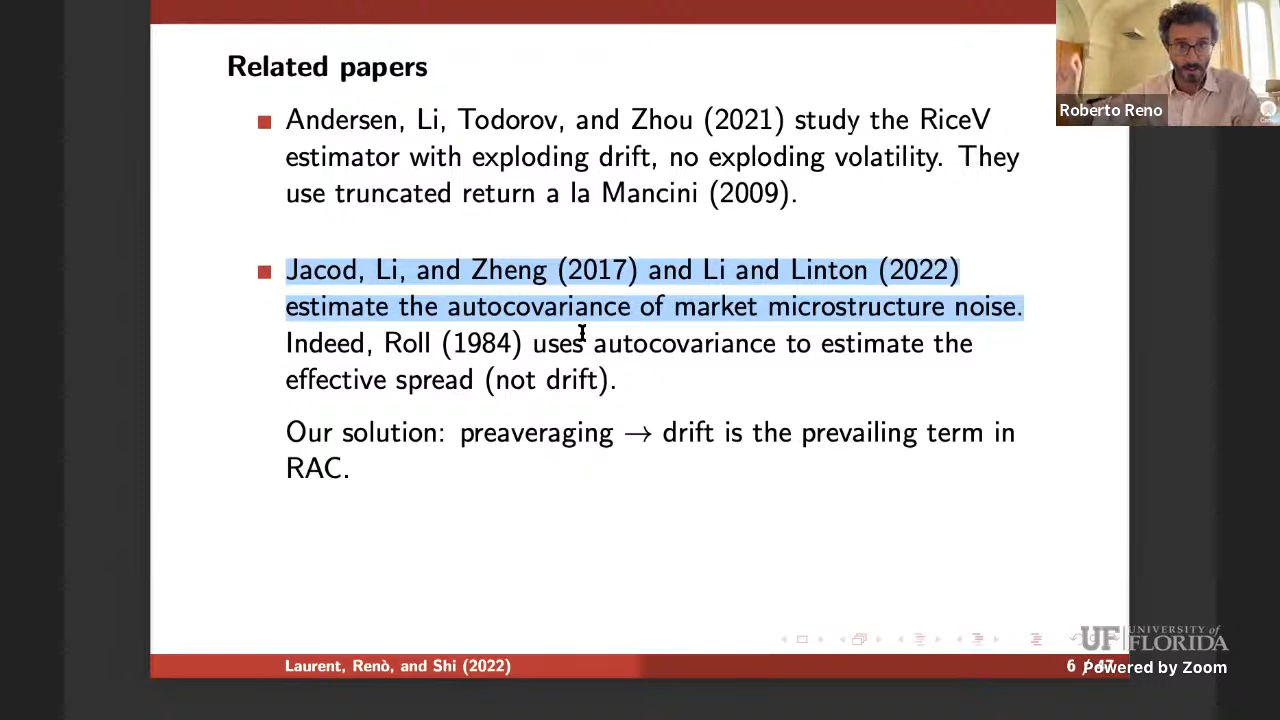 Related papers
Andersen, Li, Todorov, and Zhou (2021) study the RiceV
estimator with exploding drift, no exploding volatility. They
use truncated return a la Mancini (2009).
Jacod, Li, and Zheng (2017) and Li and Linton (2022)
estimate the autocovariance of market microstructure noise.
Indeed, Roll (1984) uses autocovariance to estimate the
effective spread (not drift).
Our solution: preaveraging → drift is the prevailing term in
RAC.
Roberto Reno
UF UNIVERSITY of
FLORIDA
Laurent, Renò, and Shi (2022)
6 / 47
Powered by Zoom